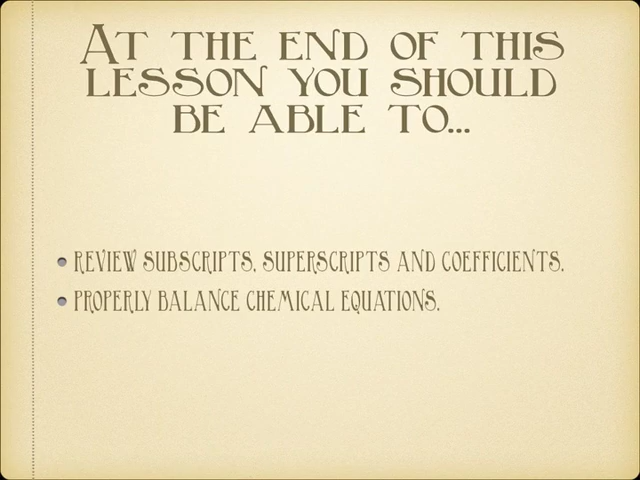 At the end of this
lesson you should
be able to...
• Review subscripts, superscripts and coefficients.
• Properly balance chemical equations.